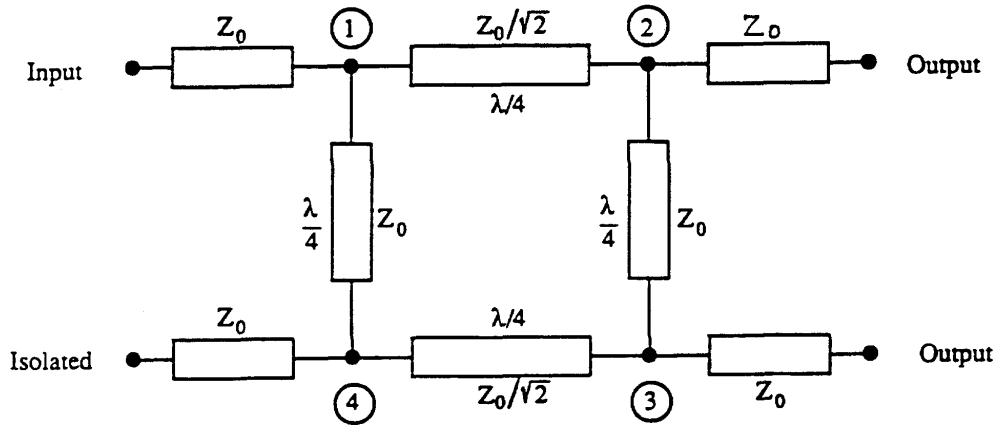 Z₀ ① Z₀/√2 ② Z₀
Input λ/4 Output
λ/4 Z₀ λ/4 Z₀
Z₀ λ/4
Isolated Output
④ Z₀/√2 ③ Z₀